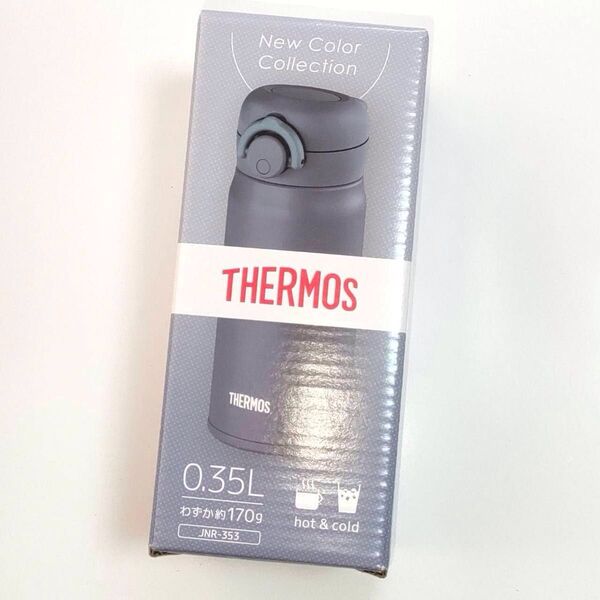 New Color
Collection
THERMOS
THERMOS
0.35L
わずか約170g
JNR-353
hot & cold